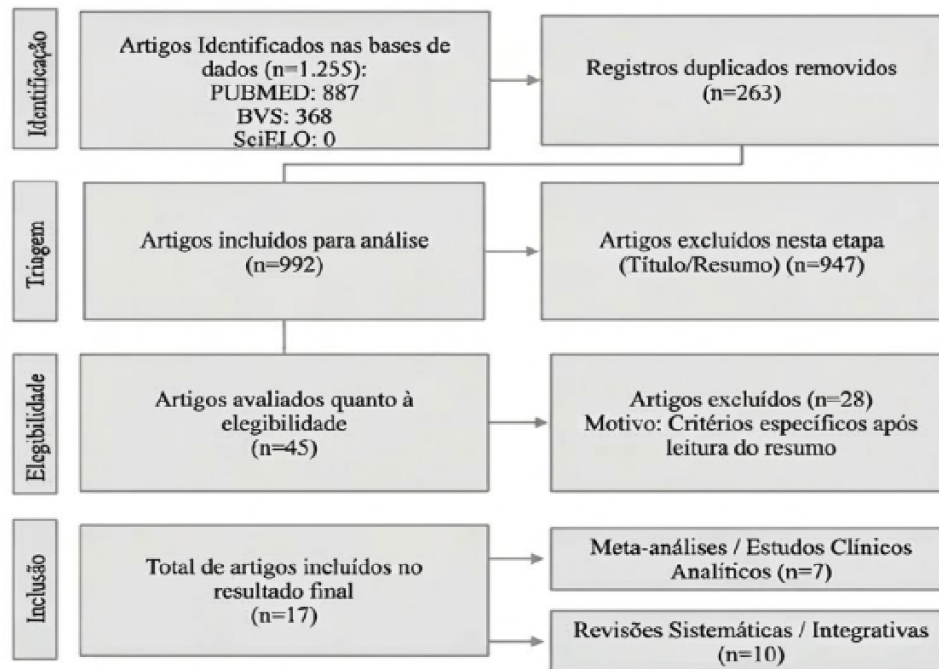 Identificação
Artigos Identificados nas bases de
dados (n=1.255):
PUBMED: 887
BVS: 368
SciELO: 0
Registros duplicados removidos
(n=263)
Triagem
Artigos incluídos para análise
(n=992)
Artigos excluídos nesta etapa
(Título/Resumo) (n=947)
Elegibilidade
Artigos avaliados quanto à
elegibilidade
(n=45)
Artigos excluídos (n=28)
Motivo: Critérios específicos após
leitura do resumo
Inclusão
Total de artigos incluídos no
resultado final
(n=17)
Meta-análises / Estudos Clínicos
Analíticos (n=7)
Revisões Sistemáticas / Integrativas
(n=10)